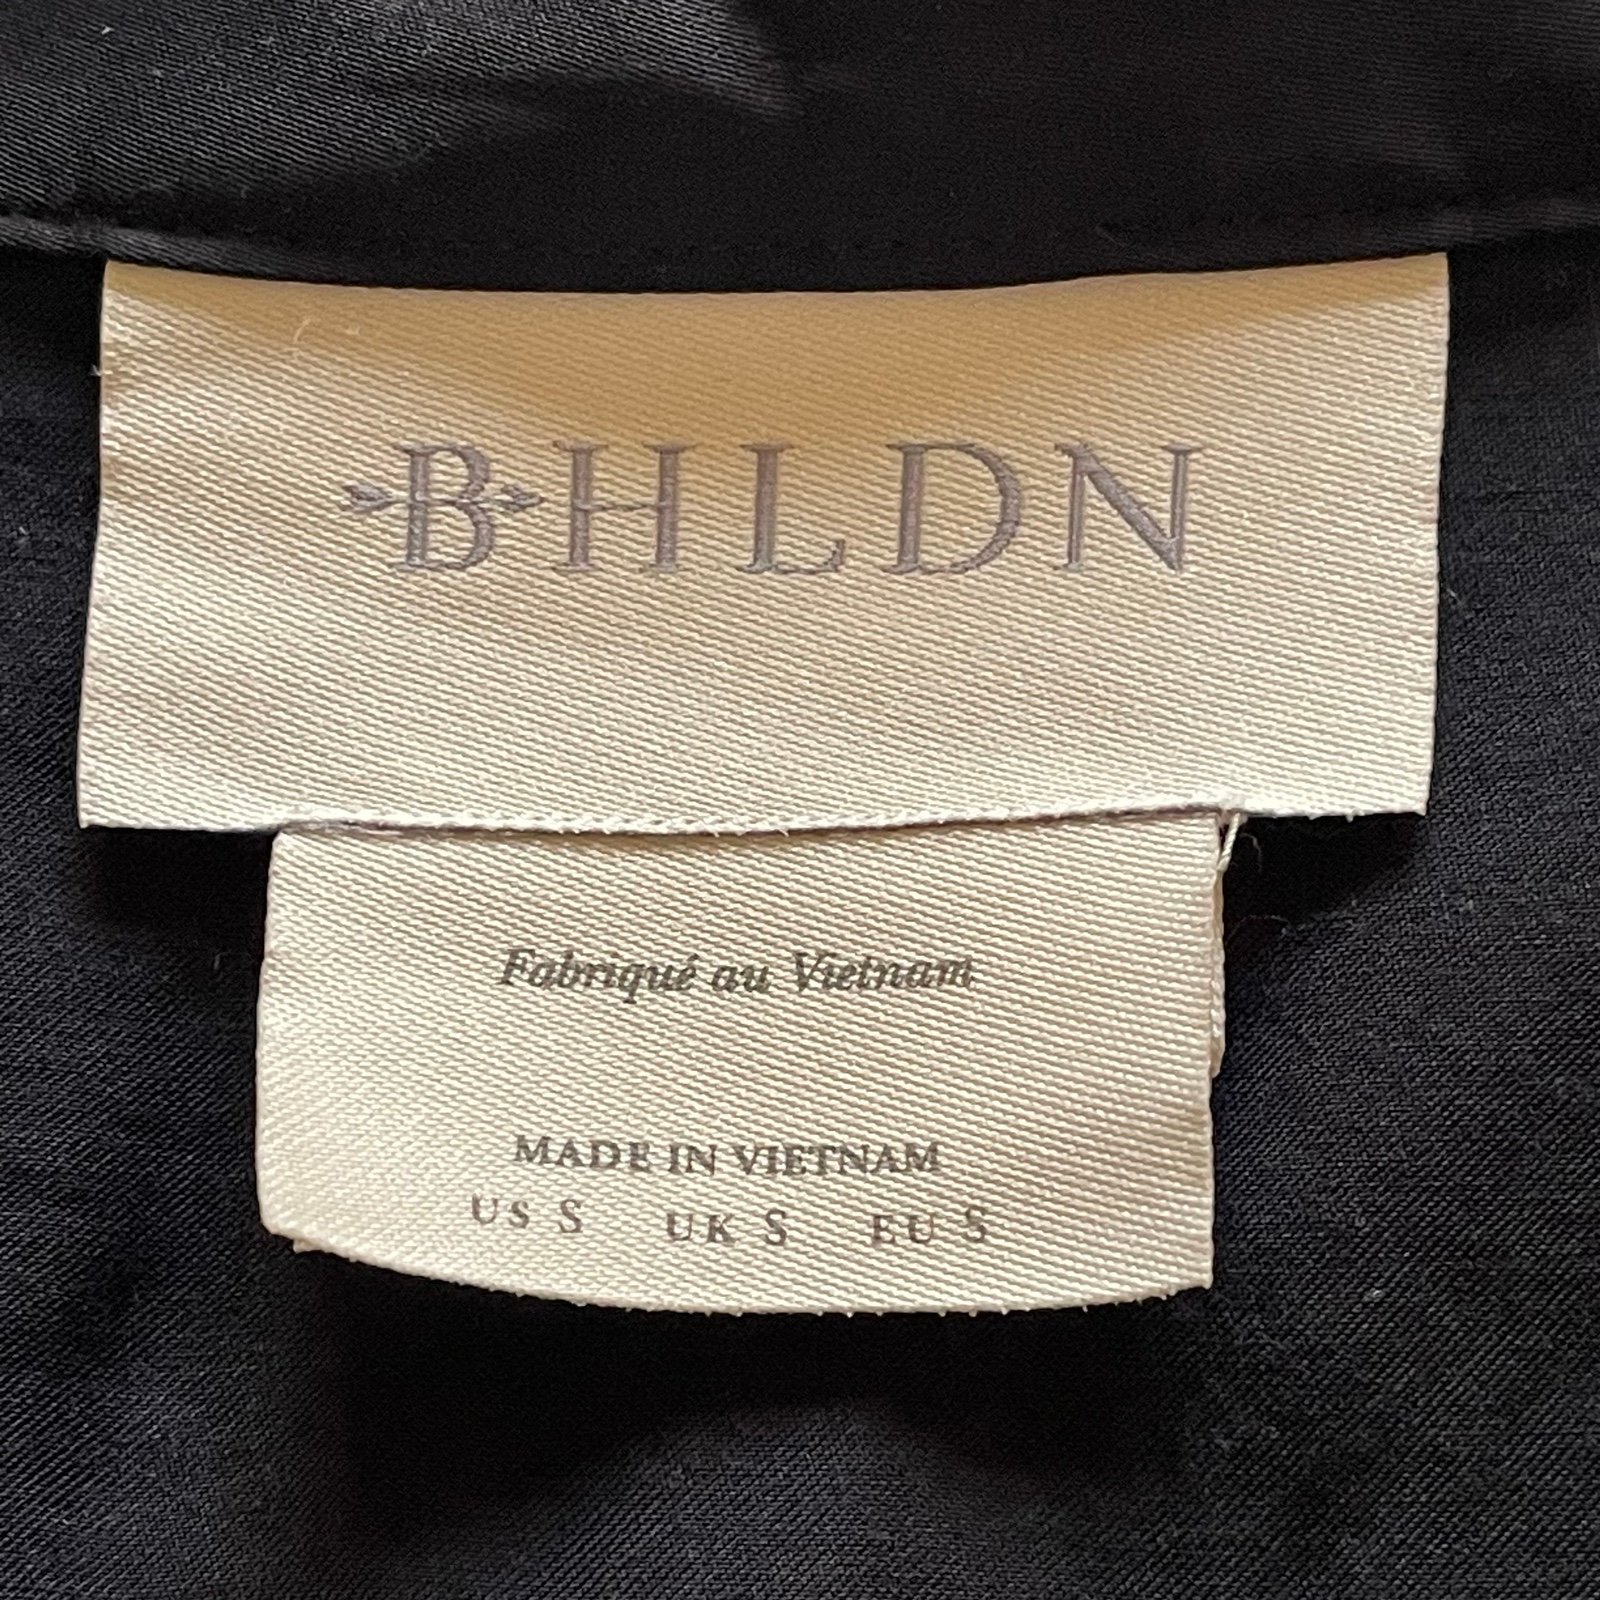 BHLDN
Fabriqué au Vietnam
MADE IN VIETNAM
US S UK S EU S